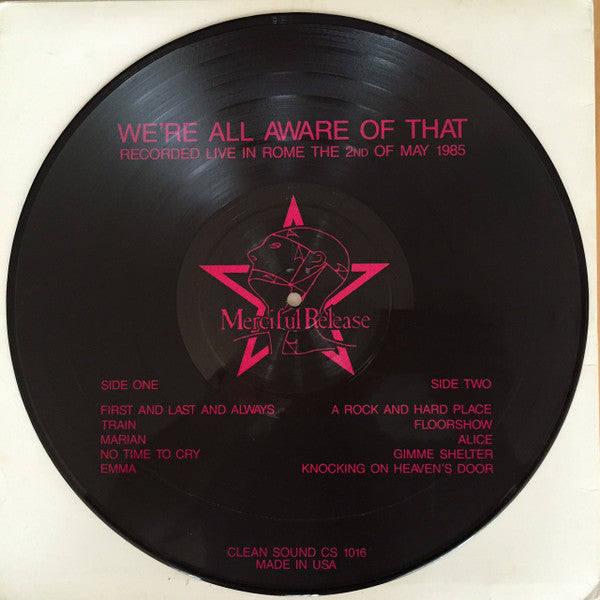 WE'RE ALL AWARE OF THAT
RECORDED LIVE IN ROME THE 2ND OF MAY 1985
Merciful Release
SIDE ONE
FIRST AND LAST AND ALWAYS
TRAIN
MARIAN
NO TIME TO CRY
EMMA
SIDE TWO
A ROCK AND HARD PLACE
FLOORSHOW
ALICE
GIMME SHELTER
KNOCKING ON HEAVEN'S DOOR
CLEAN SOUND CS 1016
MADE IN USA